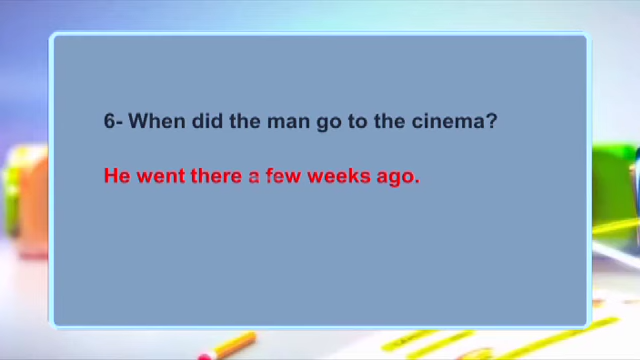 6- When did the man go to the cinema?
He went there a few weeks ago.